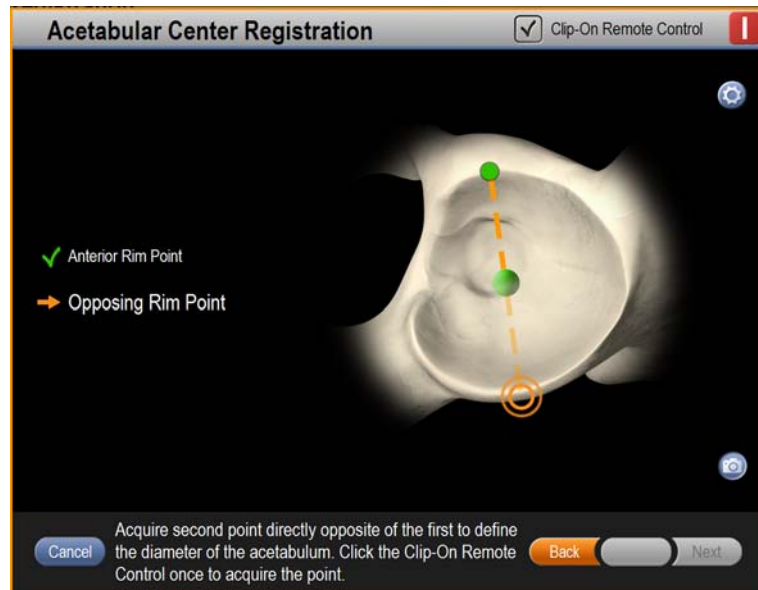 Acetabular Center Registration
Clip-On Remote Control
Anterior Rim Point
Opposing Rim Point
Cancel
Acquire second point directly opposite of the first to define
the diameter of the acetabulum. Click the Clip-On Remote
Control once to acquire the point.
Back
Next